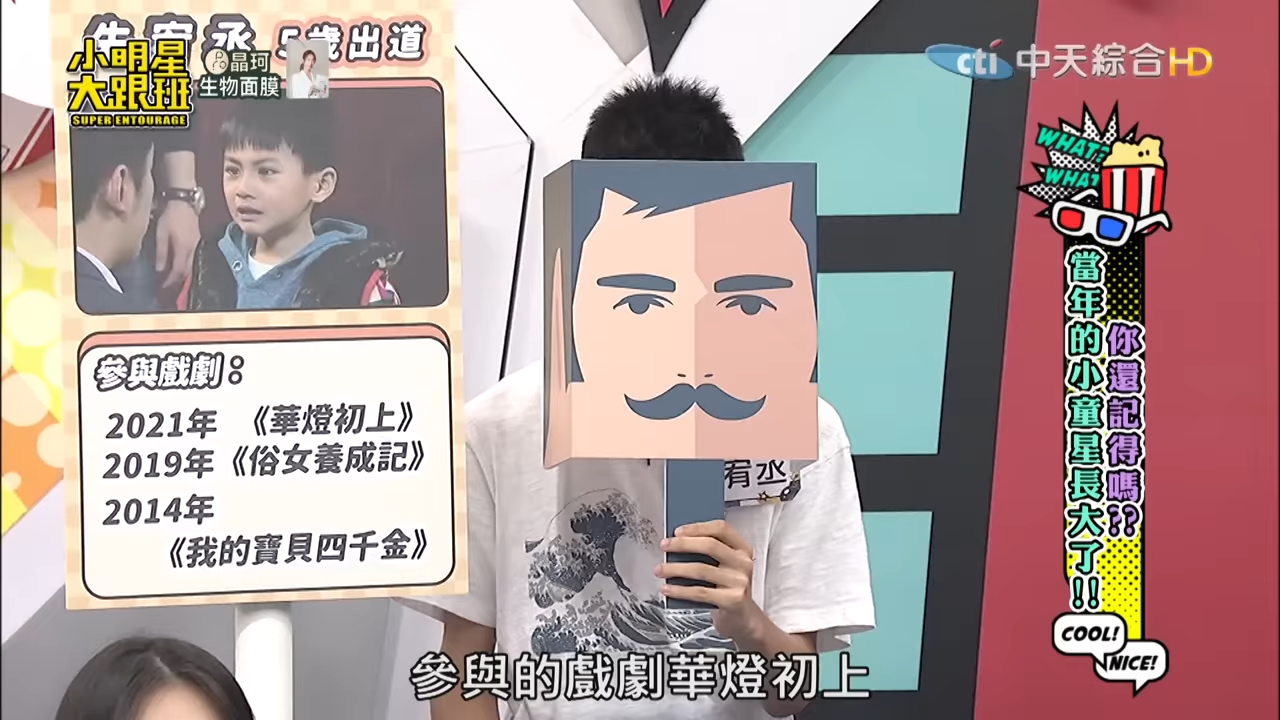 5歲出道
小明星
大跟班
SUPER ENTOURAGE
晶珂
生物面膜
cti 中天綜合HD
WHAT?
WHAT?
你還記得嗎??
當年的小童星長大了!!
COOL!
NICE!
參與戲劇：
2021年 《華燈初上》
2019年《俗女養成記》
2014年
《我的寶貝四千金》
宥丞
參與的戲劇華燈初上